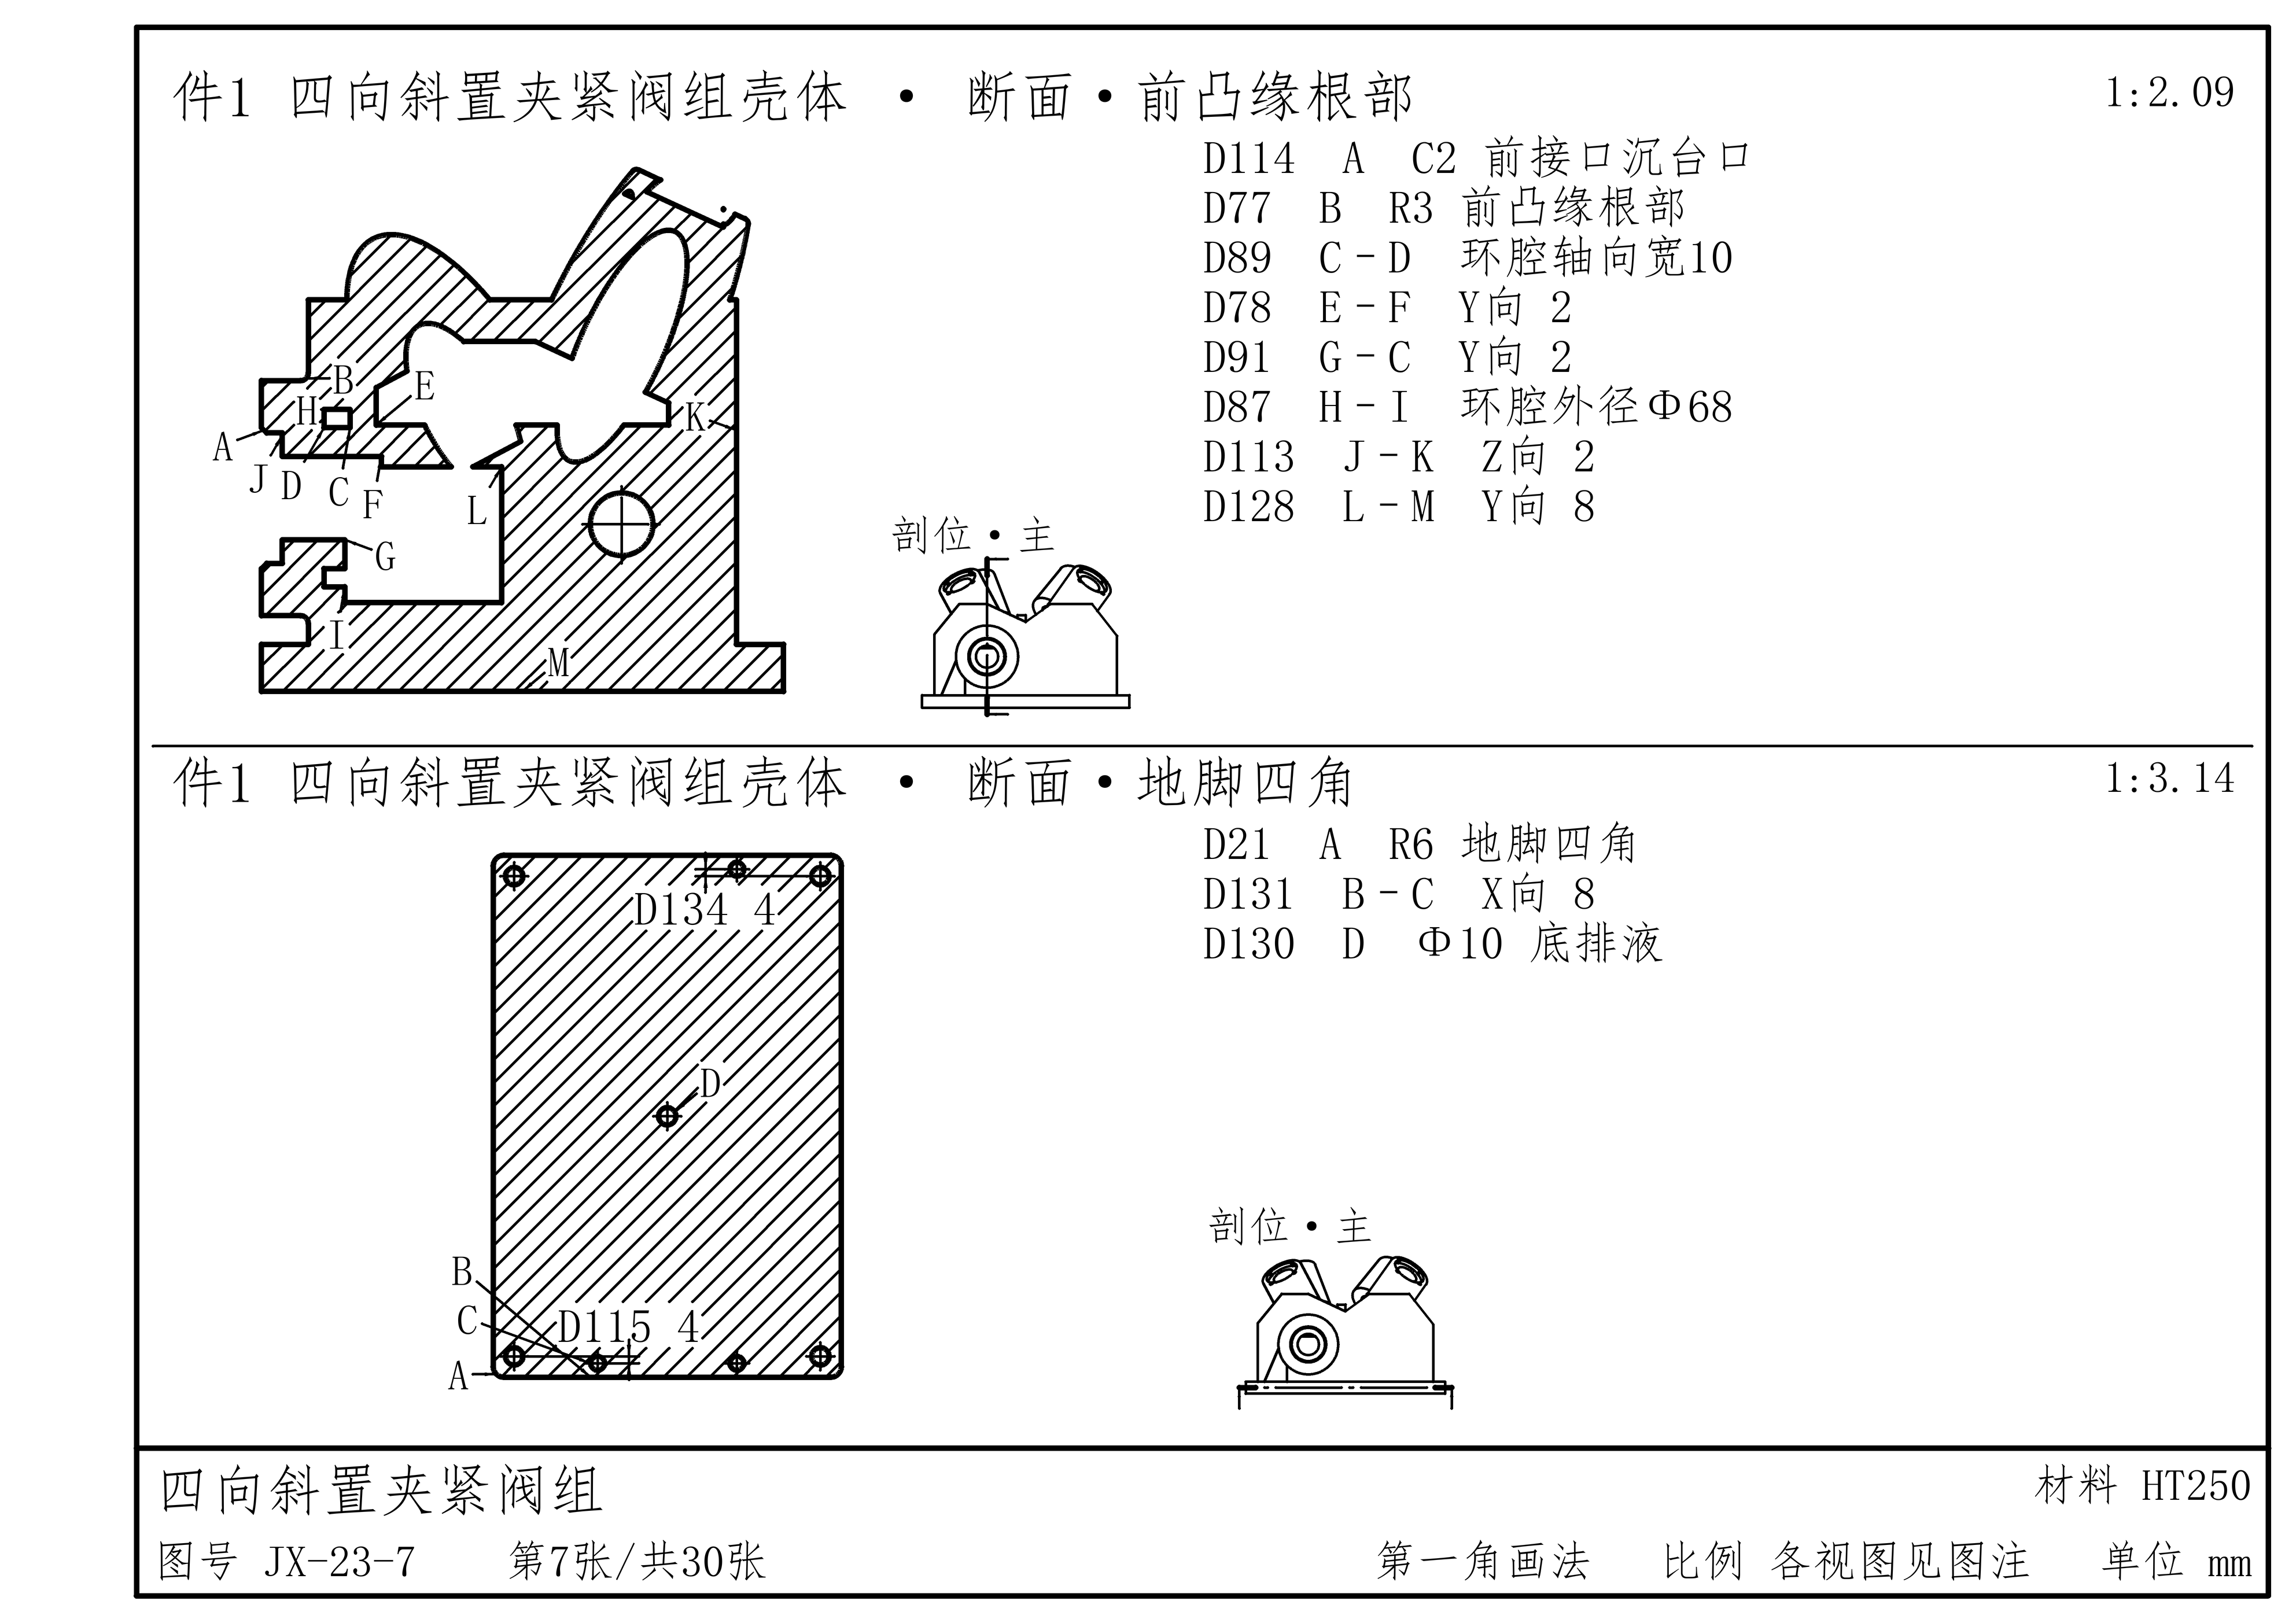 件1 四向斜置夹紧阀组壳体 · 断面·前凸缘根部 1:2.09
D114 A C2 前接口沉台口
D77 B R3 前凸缘根部
D89 C-D 环腔轴向宽10
D78 E-F Y向 2
D91 G-C Y向 2
D87 H-I 环腔外径Φ68
D113 J-K Z向 2
D128 L-M Y向 8
B
E
H
K
A
J
D
C
F
L
G
I
M
剖位·主
件1 四向斜置夹紧阀组壳体 · 断面·地脚四角 1:3.14
D21 A R6 地脚四角
D131 B-C X向 8
D130 D Φ10 底排液
D134 4
D
B
C
D115 4
A
剖位·主
四向斜置夹紧阀组 材料 HT250
图号 JX-23-7 第7张/共30张 第一角画法 比例 各视图见图注 单位 mm